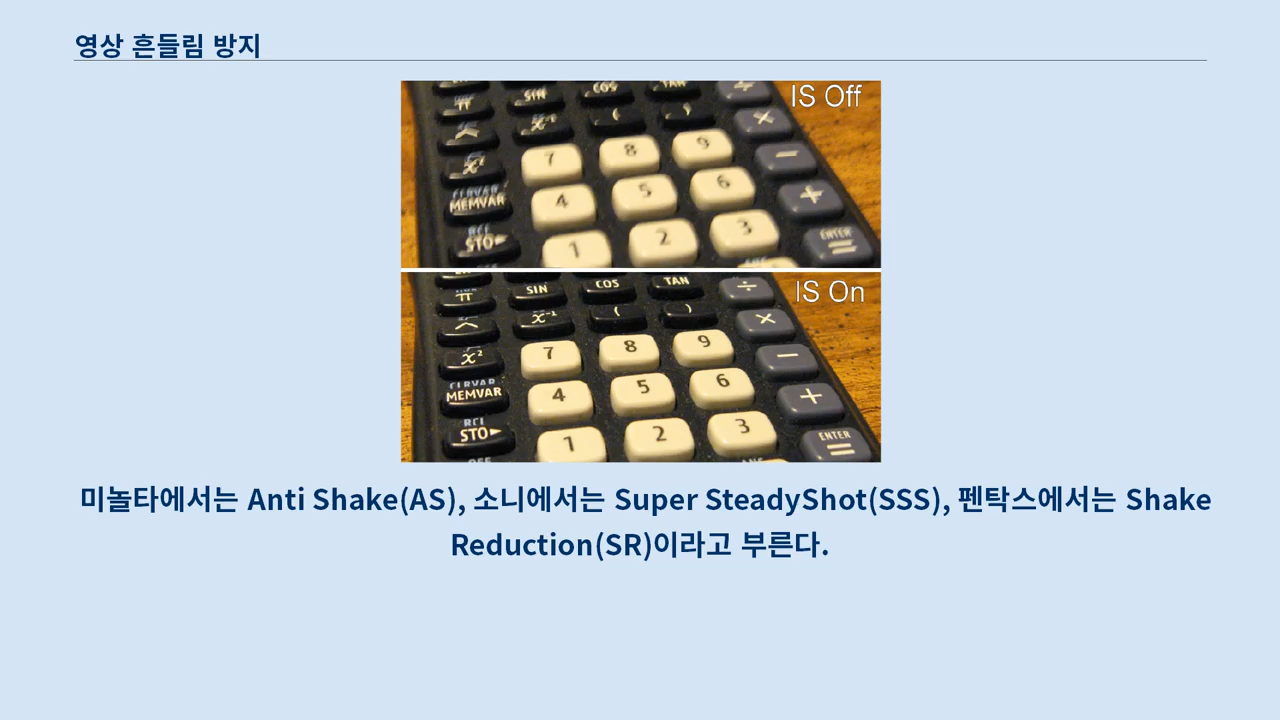 영상 흔들림 방지
IS Off
SIN COS TAN ÷
π x⁻¹ ( ) ×
^ 7 8 9 −
x² 4 5 6 +
MEMVAR 1 2 3 ENTER
STO► =
IS On
SIN COS TAN ÷
π x⁻¹ ( ) ×
^ 7 8 9 −
x² 4 5 6 +
CLRVAR
MEMVAR 1 2 3 ENTER
RCL =
STO►
미놀타에서는 Anti Shake(AS), 소니에서는 Super SteadyShot(SSS), 펜탁스에서는 Shake
Reduction(SR)이라고 부른다.